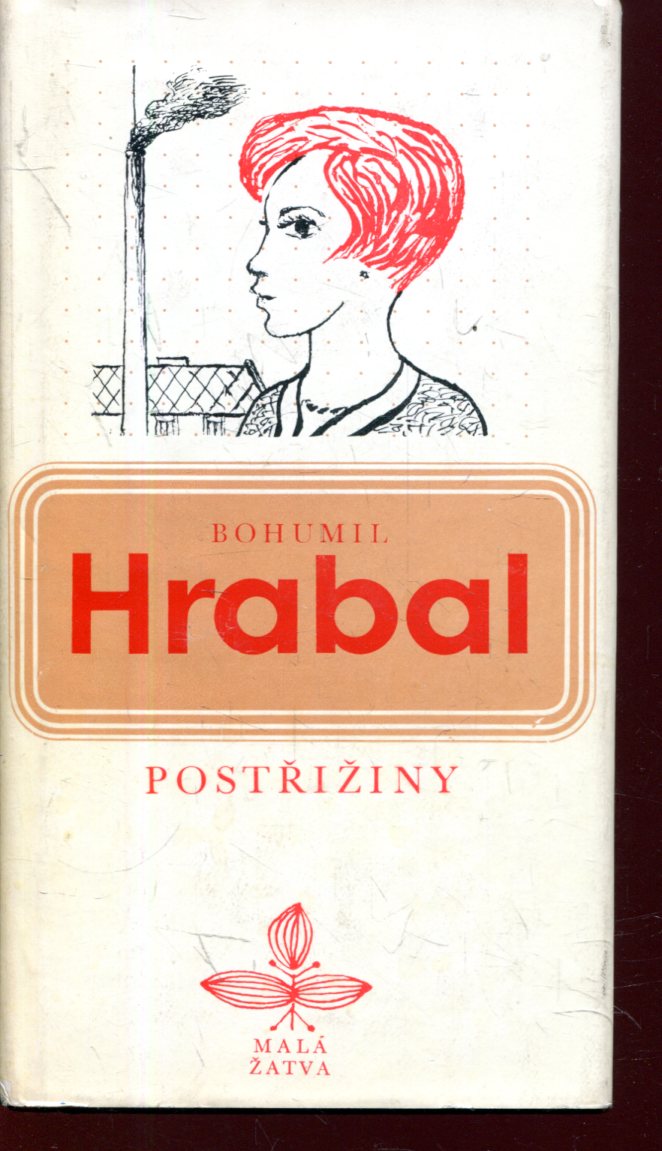 BOHUMIL
Hrabal
POSTŘIŽINY
MALÁ
ŽATVA